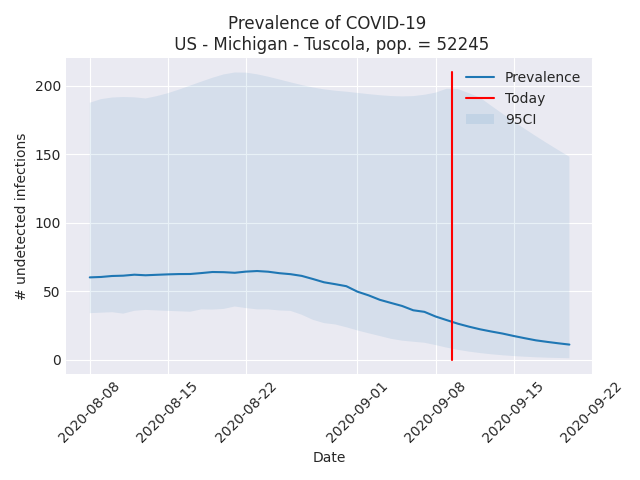 Prevalence of COVID-19
US - Michigan - Tuscola, pop. = 52245
Prevalence
Today
95CI
# undetected infections
200
150
100
50
0
2020-08-08
2020-08-15
2020-08-22
2020-09-01
2020-09-08
2020-09-15
2020-09-22
Date